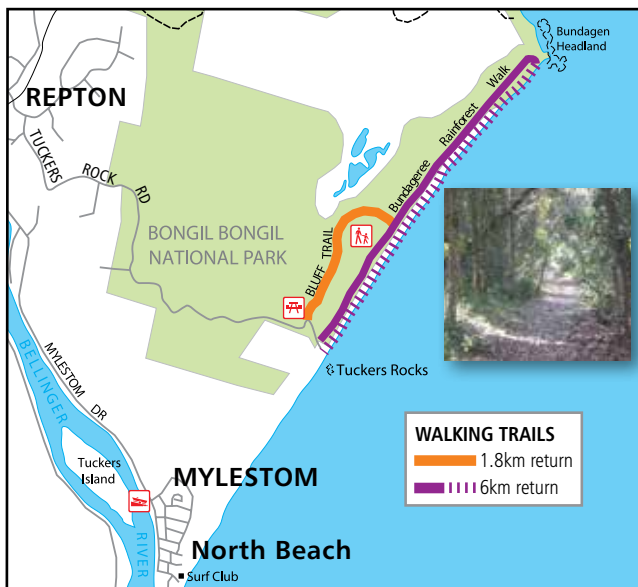 Bundagen
Headland
REPTON
TUCKERS ROCK RD
Bundageree Rainforest Walk
BONGIL BONGIL
NATIONAL PARK
BLUFF TRAIL
Tuckers Rocks
MYLESTOM DR
BELLINGER RIVER
Tuckers
Island
MYLESTOM
North Beach
Surf Club
WALKING TRAILS
1.8km return
6km return